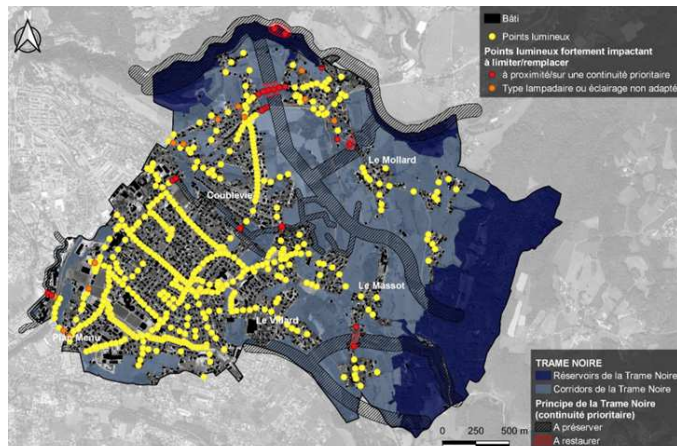 Bâti
Points lumineux
Points lumineux fortement impactant
à limiter/remplacer
à proximité/sur une continuité prioritaire
Type lampadaire ou éclairage non adapté
Le Mollard
Coublevie
Le Massot
Le Villard
Plan Menu
TRAME NOIRE
Réservoirs de la Trame Noire
Corridors de la Trame Noire
Principe de la Trame Noire
(continuité prioritaire)
A préserver
A restaurer
0 250 500 m